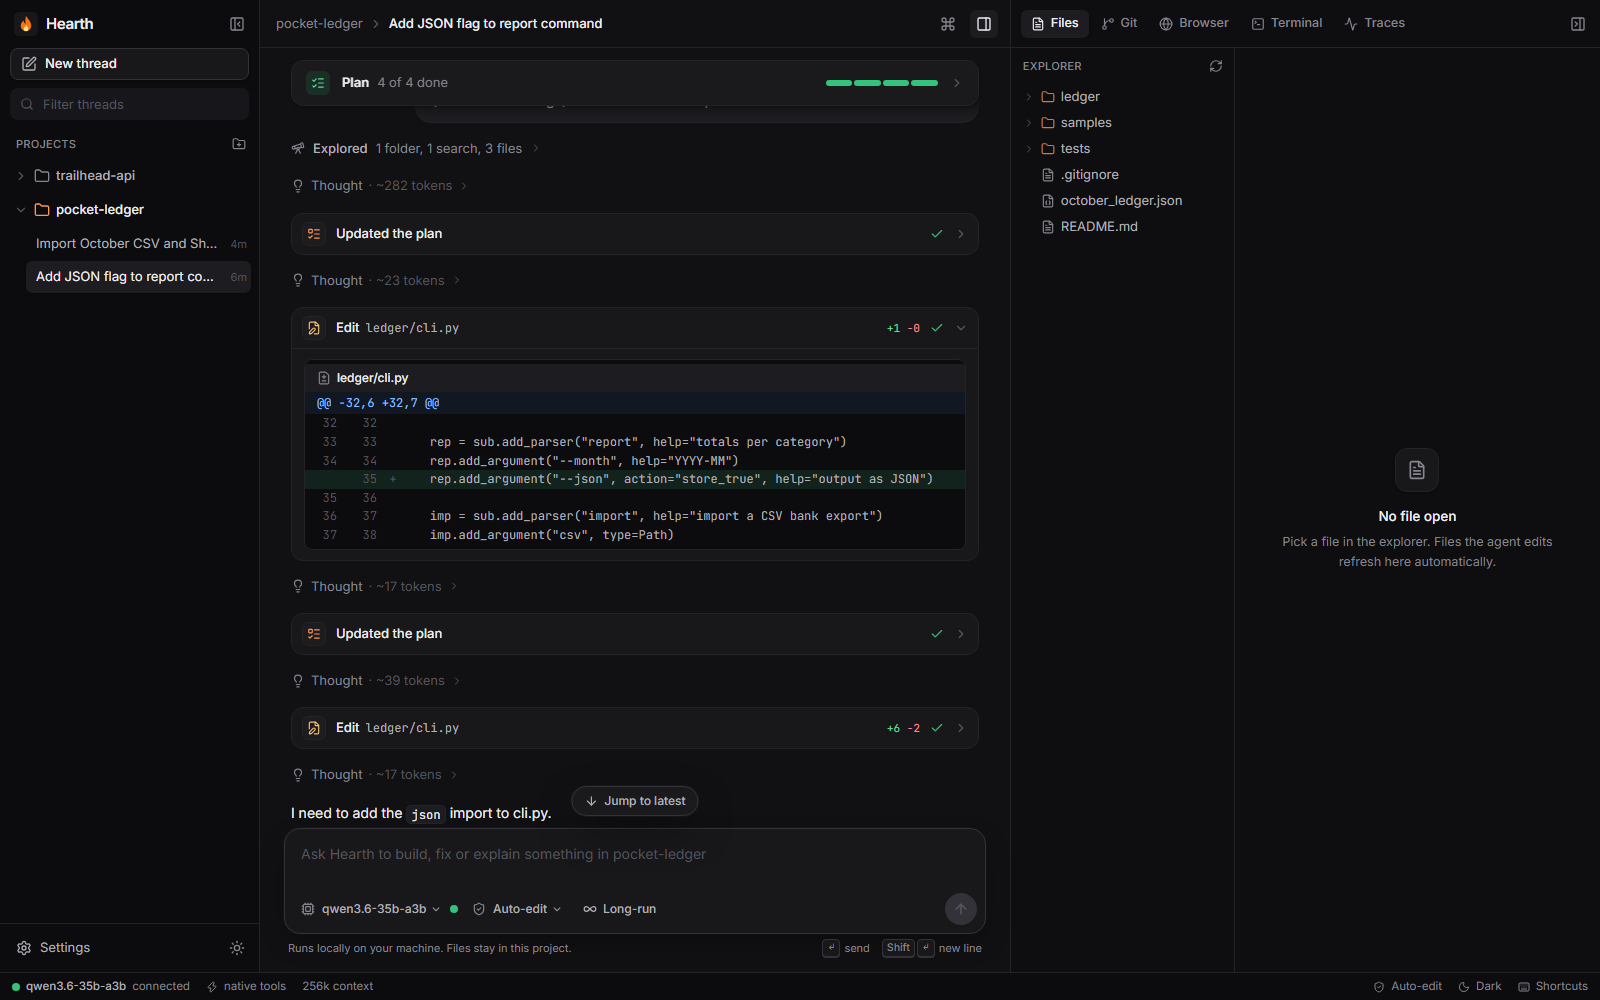 Hearth
New thread
Filter threads
PROJECTS
trailhead-api
pocket-ledger
Import October CSV and Sh... 4m
Add JSON flag to report co... 6m
Settings
pocket-ledger > Add JSON flag to report command
Plan 4 of 4 done
Explored 1 folder, 1 search, 3 files
Thought · ~282 tokens
Updated the plan
Thought · ~23 tokens
Edit ledger/cli.py +1 -0
ledger/cli.py
@@ -32,6 +32,7 @@
32 32
33 33 rep = sub.add_parser("report", help="totals per category")
34 34 rep.add_argument("--month", help="YYYY-MM")
35 + rep.add_argument("--json", action="store_true", help="output as JSON")
35 36
36 37 imp = sub.add_parser("import", help="import a CSV bank export")
37 38 imp.add_argument("csv", type=Path)
Thought · ~17 tokens
Updated the plan
Thought · ~39 tokens
Edit ledger/cli.py +6 -2
Thought · ~17 tokens
Jump to latest
I need to add the json import to cli.py.
Ask Hearth to build, fix or explain something in pocket-ledger
qwen3.6-35b-a3b Auto-edit Long-run
Runs locally on your machine. Files stay in this project. send Shift new line
Files Git Browser Terminal Traces
EXPLORER
ledger
samples
tests
.gitignore
october_ledger.json
README.md
No file open
Pick a file in the explorer. Files the agent edits
refresh here automatically.
qwen3.6-35b-a3b connected native tools 256k context
Auto-edit Dark Shortcuts